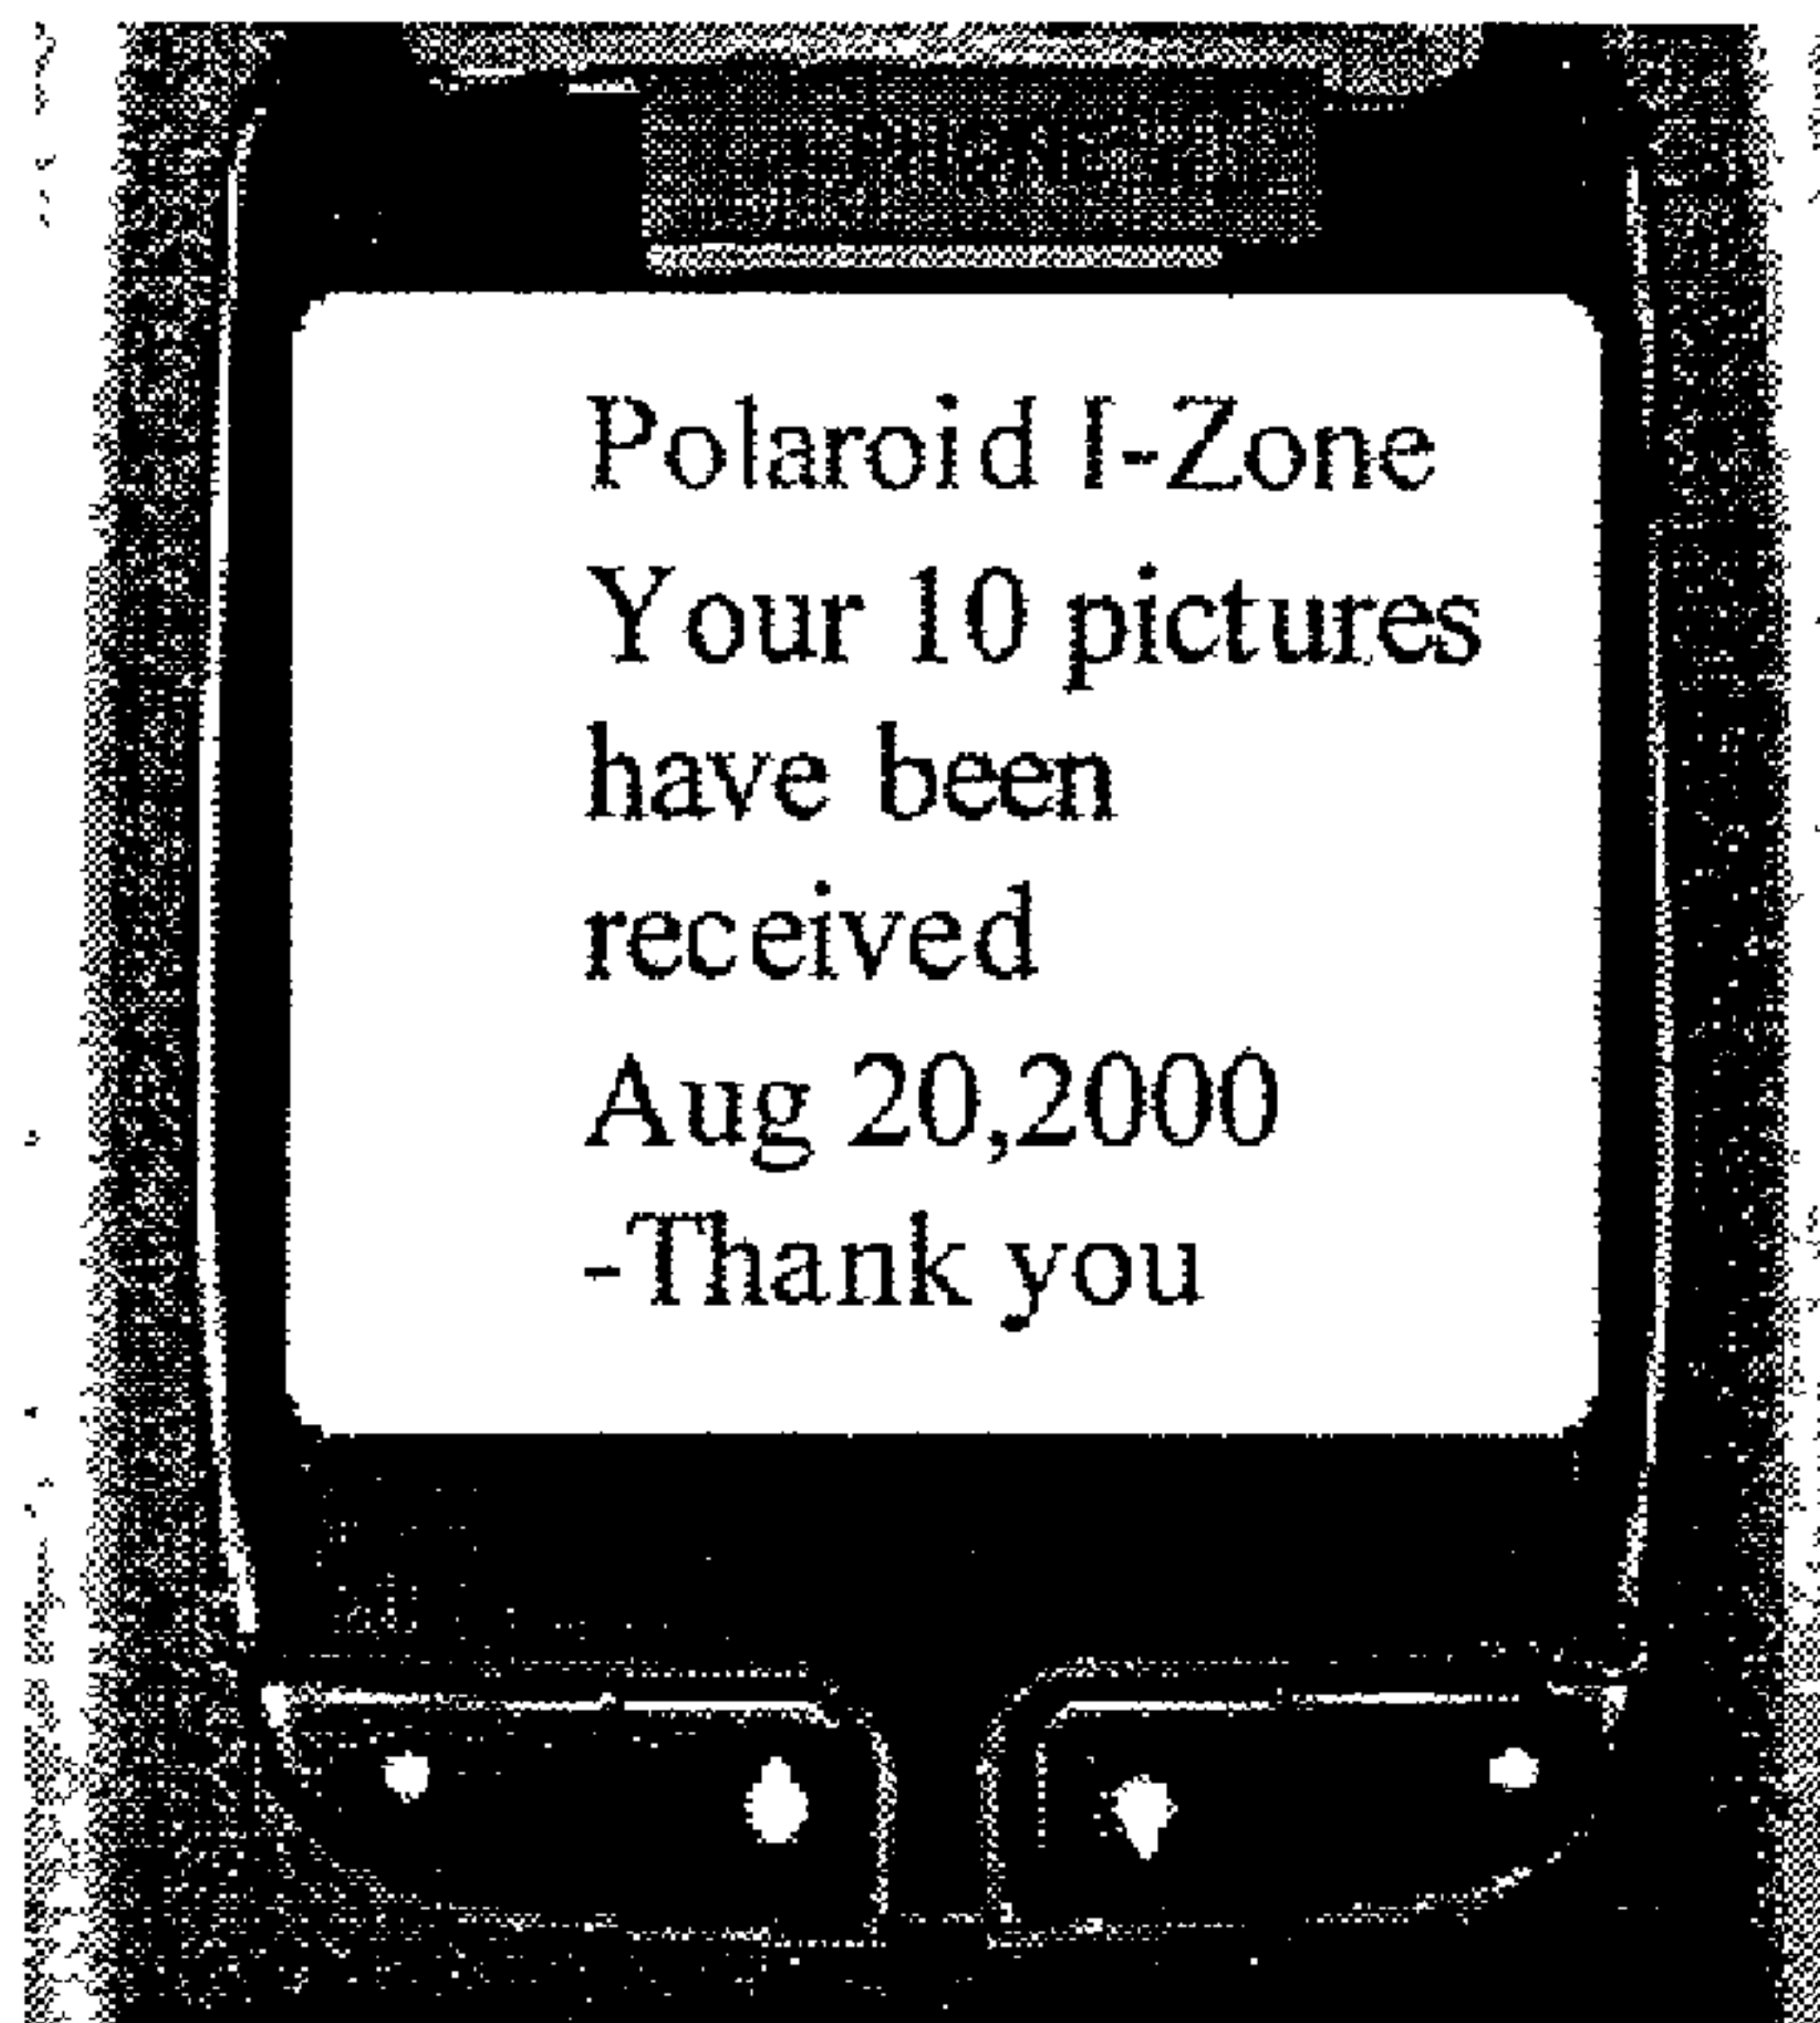 Polaroid I-Zone
Your 10 pictures
have been
received
Aug 20,2000
-Thank you